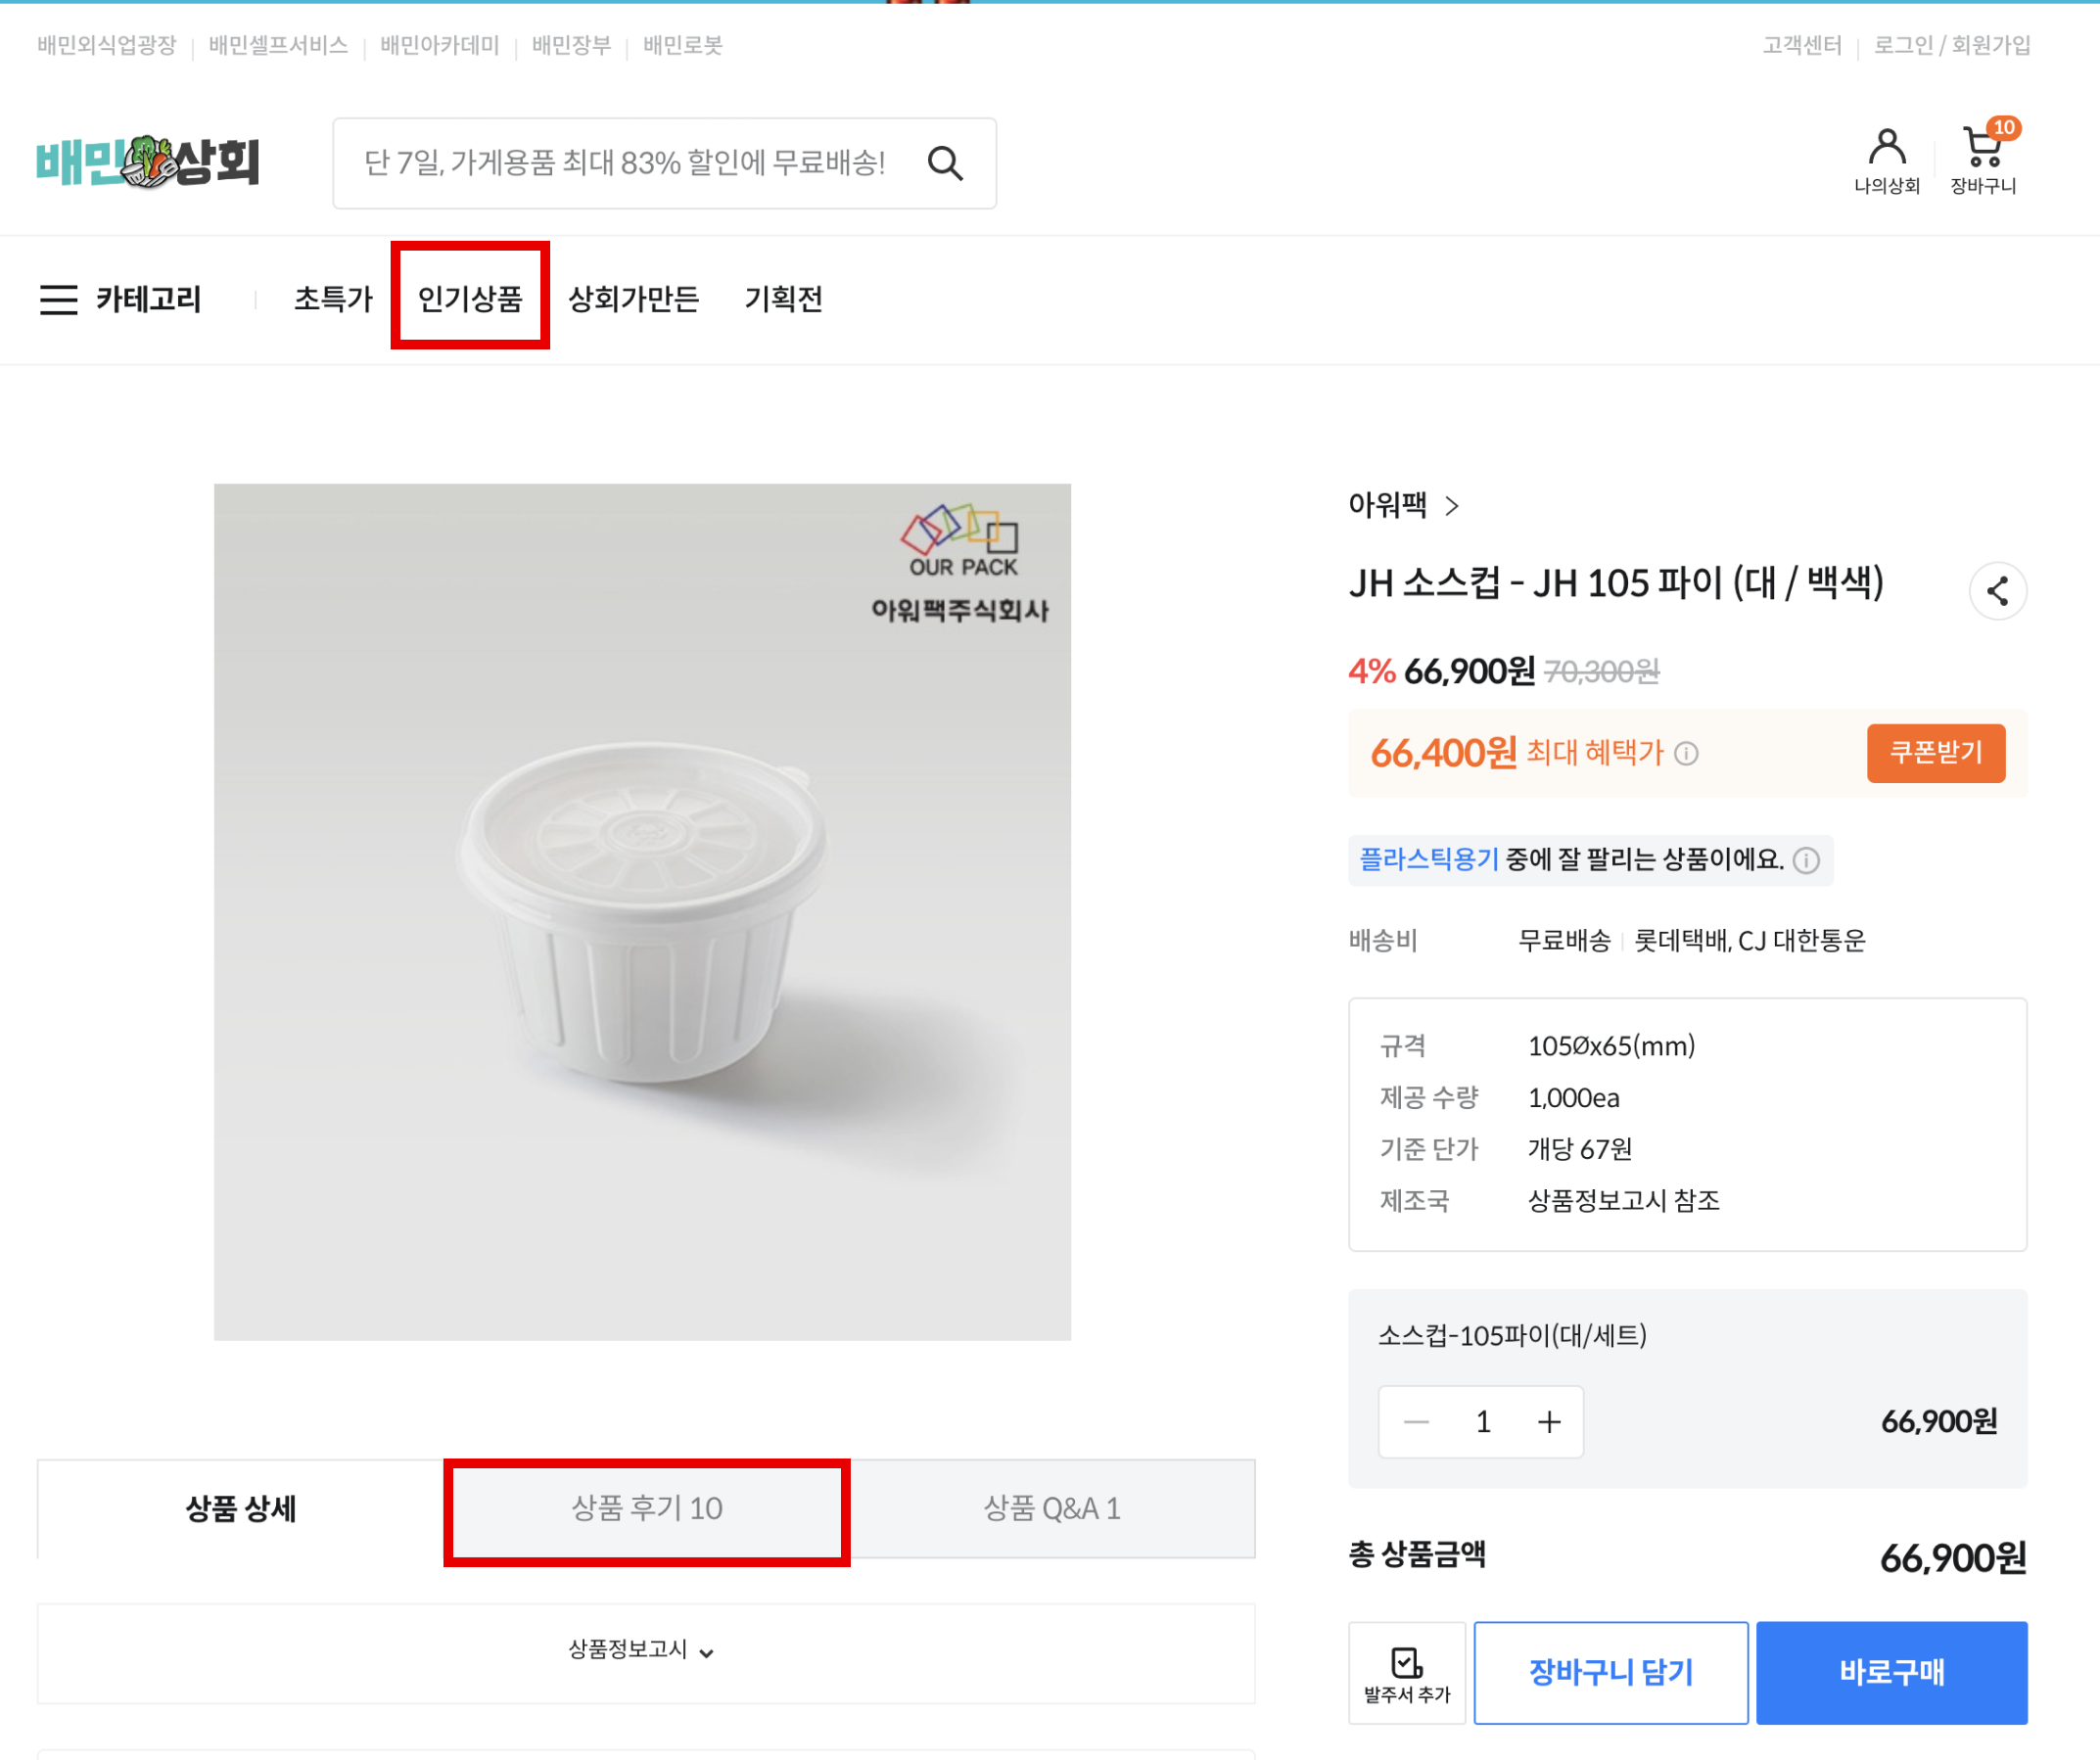 배민외식업광장 배민셀프서비스 배민아카데미 배민장부 배민로봇
고객센터 로그인 / 회원가입
배민상회
단 7일, 가게용품 최대 83% 할인에 무료배송!
10
나의상회 장바구니
카테고리 초특가 인기상품 상회가만든 기획전
OUR PACK
아워팩주식회사
아워팩 >
JH 소스컵 - JH 105 파이 (대 / 백색)
4% 66,900원 70,300원
66,400원 최대 혜택가 쿠폰받기
플라스틱용기 중에 잘 팔리는 상품이에요.
배송비 무료배송 롯데택배, CJ 대한통운
규격 105Øx65(mm)
제공 수량 1,000ea
기준 단가 개당 67원
제조국 상품정보고시 참조
소스컵-105파이(대/세트)
1 66,900원
상품 상세 상품 후기 10 상품 Q&A 1
총 상품금액 66,900원
상품정보고시
발주서 추가 장바구니 담기 바로구매